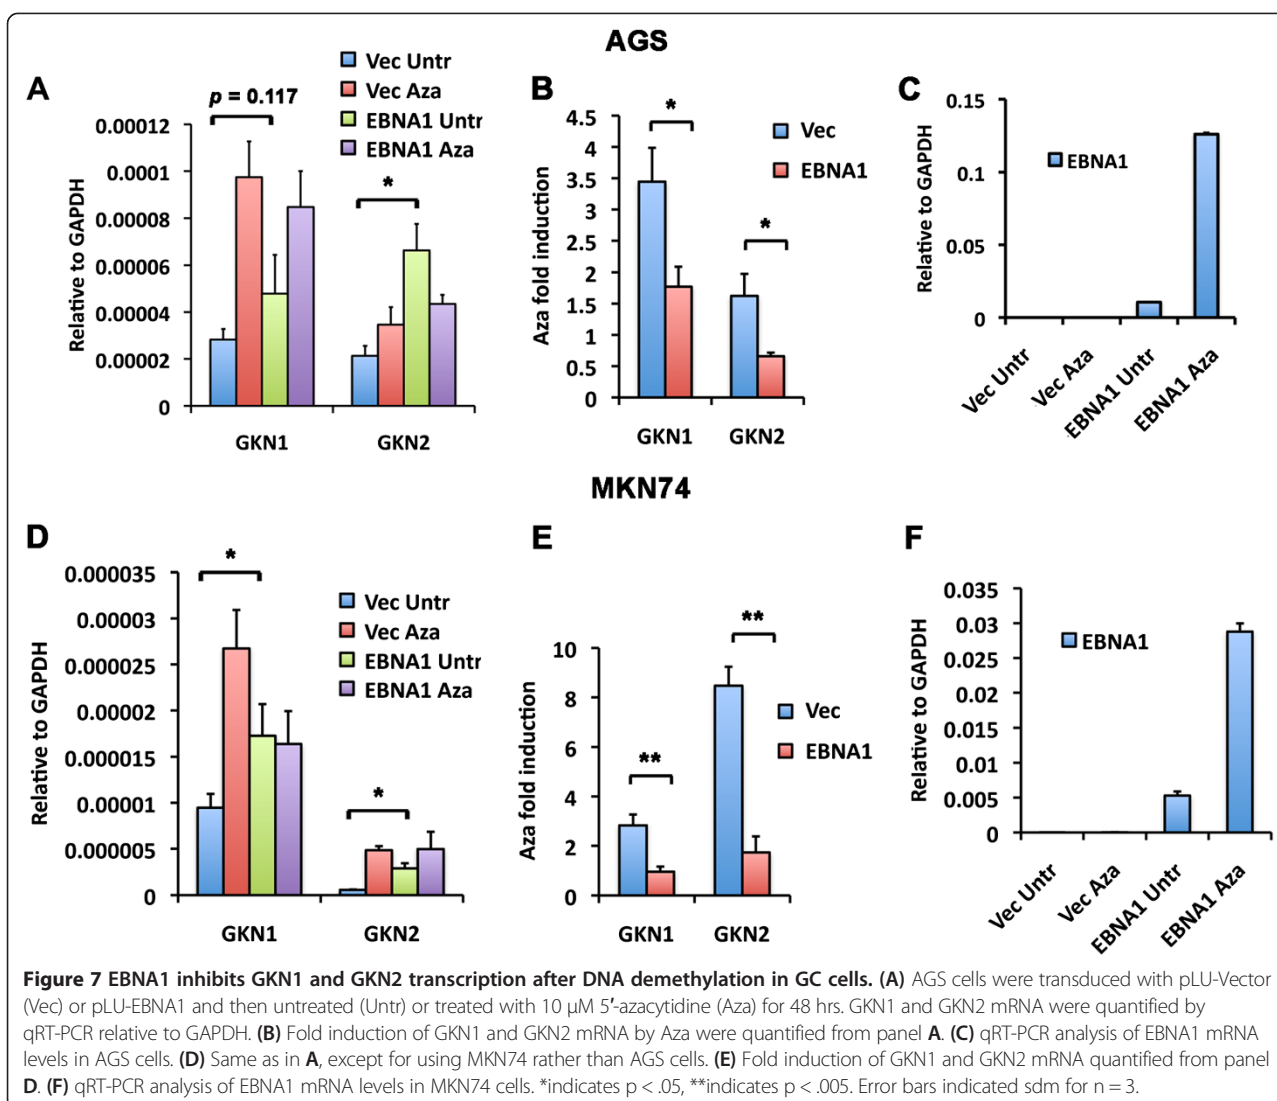 AGS
A
Vec Untr
Vec Aza
EBNA1 Untr
EBNA1 Aza
p = 0.117
*
Relative to GAPDH
0.00012
0.0001
0.00008
0.00006
0.00004
0.00002
0
GKN1 GKN2
B
Vec
EBNA1
*
*
Aza fold induction
4.5
4
3.5
3
2.5
2
1.5
1
0.5
0
GKN1 GKN2
C
EBNA1
Relative to GAPDH
0.15
0.1
0.05
0
Vec Untr
Vec Aza
EBNA1 Untr
EBNA1 Aza
MKN74
D
Vec Untr
Vec Aza
EBNA1 Untr
EBNA1 Aza
*
*
Relative to GAPDH
0.000035
0.00003
0.000025
0.00002
0.000015
0.00001
0.000005
0
GKN1 GKN2
E
Vec
EBNA1
**
**
Aza fold induction
10
8
6
4
2
0
GKN1 GKN2
F
EBNA1
Relative to GAPDH
0.035
0.03
0.025
0.02
0.015
0.01
0.005
0
Vec Untr
Vec Aza
EBNA1 Untr
EBNA1 Aza
Figure 7 EBNA1 inhibits GKN1 and GKN2 transcription after DNA demethylation in GC cells. (A) AGS cells were transduced with pLU-Vector
(Vec) or pLU-EBNA1 and then untreated (Untr) or treated with 10 μM 5′-azacytidine (Aza) for 48 hrs. GKN1 and GKN2 mRNA were quantified by
qRT-PCR relative to GAPDH. (B) Fold induction of GKN1 and GKN2 mRNA by Aza were quantified from panel A. (C) qRT-PCR analysis of EBNA1 mRNA
levels in AGS cells. (D) Same as in A, except for using MKN74 rather than AGS cells. (E) Fold induction of GKN1 and GKN2 mRNA quantified from panel
D. (F) qRT-PCR analysis of EBNA1 mRNA levels in MKN74 cells. *indicates p < .05, **indicates p < .005. Error bars indicated sdm for n = 3.